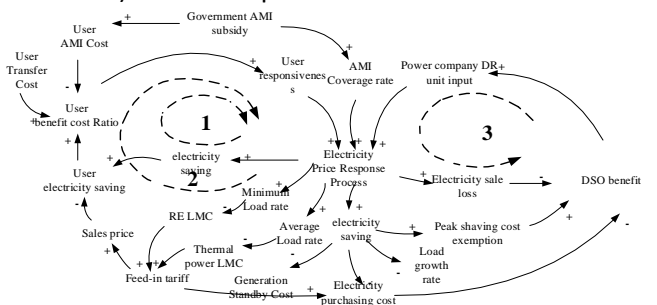 Government AMI
subsidy
User
AMI Cost
User
Transfer
Cost
User
responsivenes
s
AMI
Coverage rate
Power company DR
unit input
User
benefit cost Ratio
1
3
electricity
saving
2
Electricity
Price Response
Process
Electricity sale
loss
DSO benefit
User
electricity saving
Minimum
Load rate
RE LMC
Average
Load rate
electricity
saving
Peak shaving cost
exemption
Sales price
Thermal
power LMC
Load
growth
rate
Feed-in tariff
Generation
Standby Cost
Electricity
purchasing cost